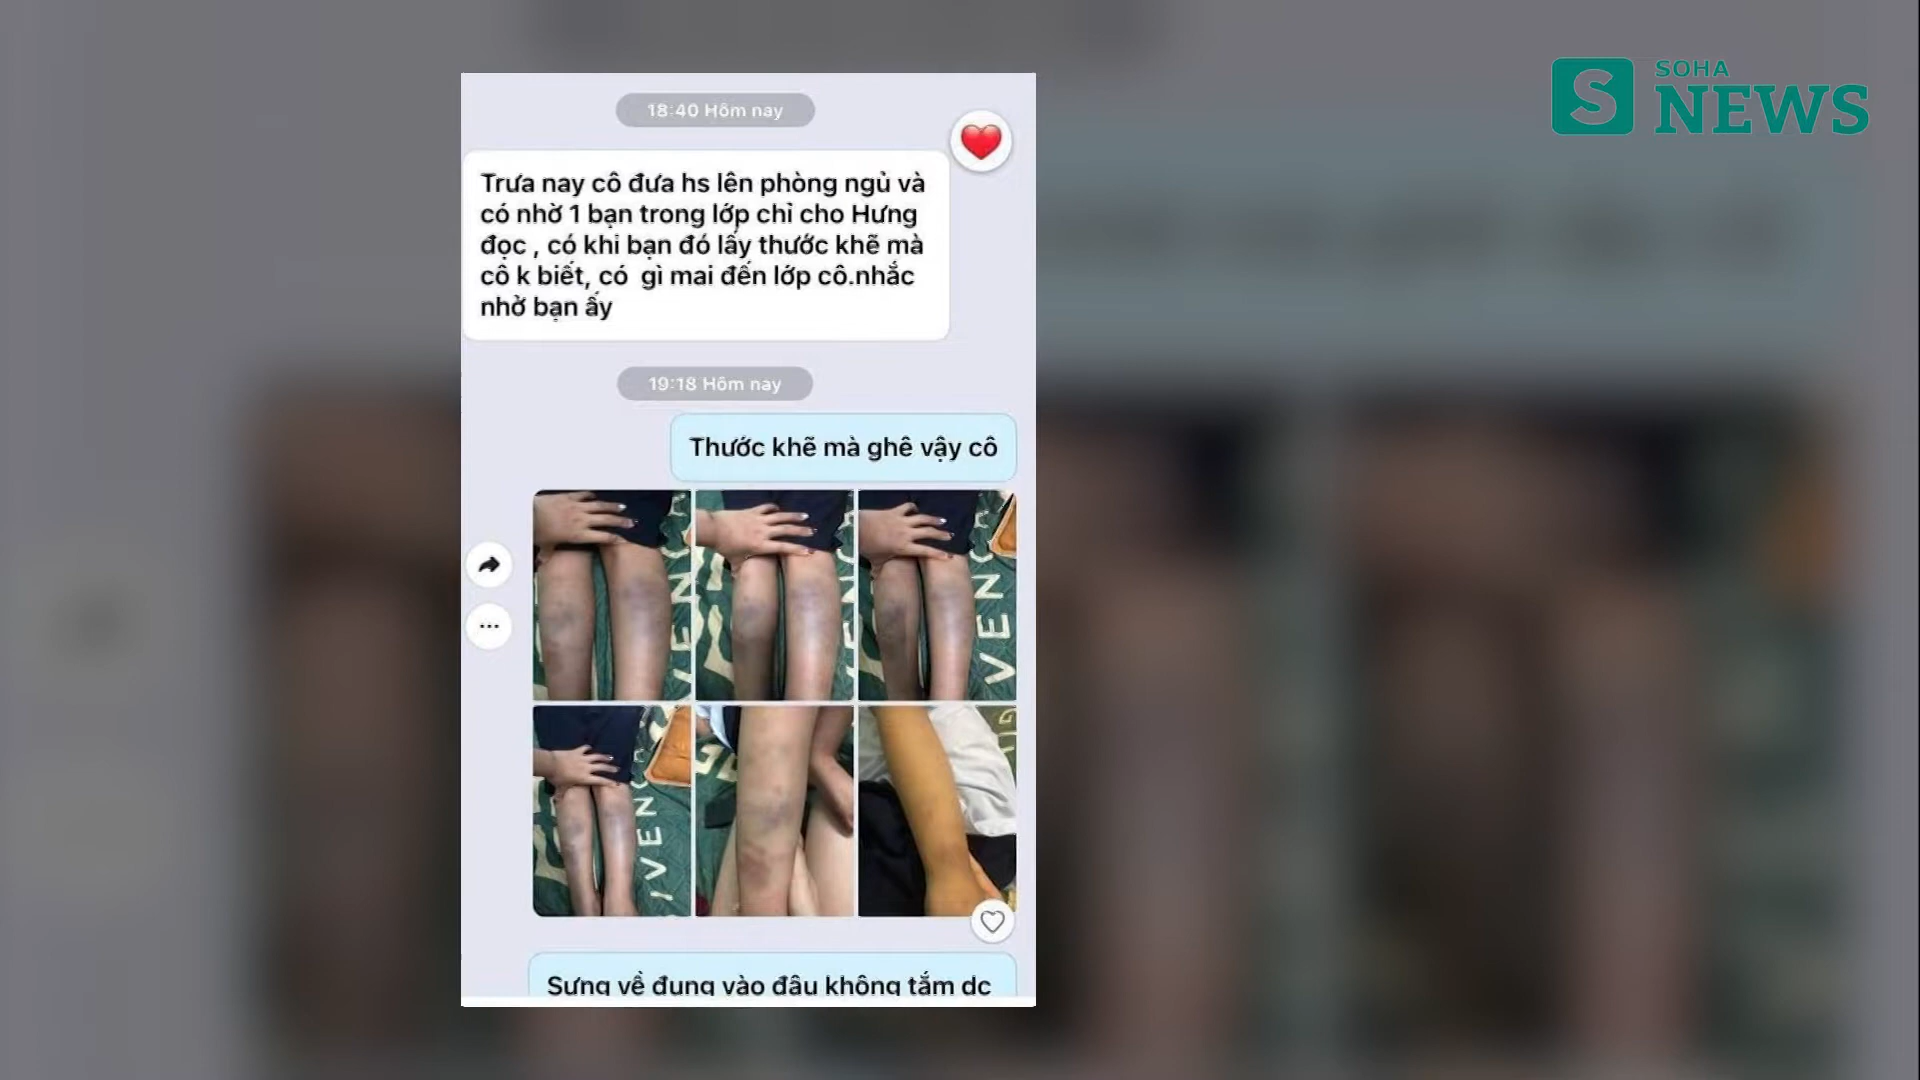 SOHA
NEWS
18:40 Hôm nay
Trưa nay cô đưa hs lên phòng ngủ và
có nhờ 1 bạn trong lớp chỉ cho Hưng
đọc , có khi bạn đó lấy thước khẽ mà
cô k biết, có gì mai đến lớp cô.nhắc
nhở bạn ấy
19:18 Hôm nay
Thước khẽ mà ghê vậy cô
Sưng về đụng vào đâu không tắm dc